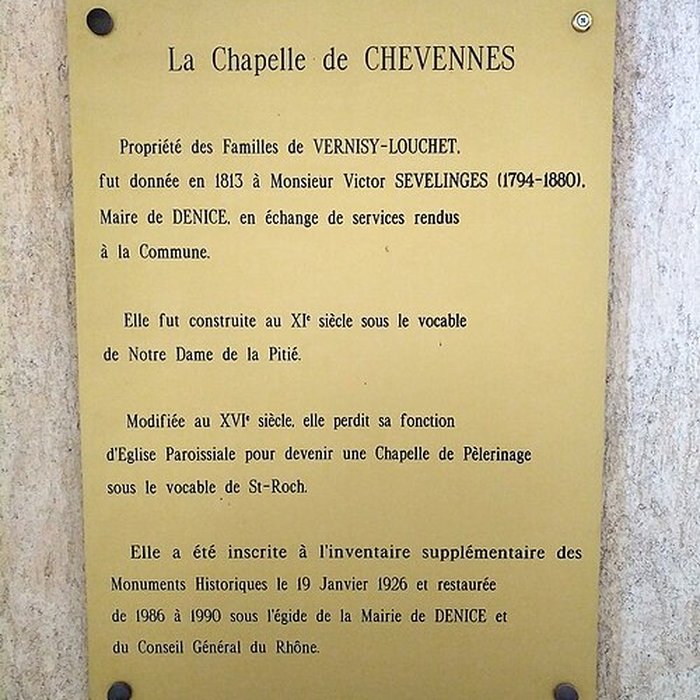 La Chapelle de CHEVENNES
Propriété des Familles de VERNISY-LOUCHET,
fut donnée en 1813 à Monsieur Victor SEVELINGES (1794-1880),
Maire de DENICE, en échange de services rendus
à la Commune.
Elle fut construite au XIe siècle sous le vocable
de Notre Dame de la Pitié.
Modifiée au XVIe siècle, elle perdit sa fonction
d'Eglise Paroissiale pour devenir une Chapelle de Pèlerinage
sous le vocable de St-Roch.
Elle a été inscrite à l'inventaire supplémentaire des
Monuments Historiques le 19 Janvier 1926 et restaurée
de 1986 à 1990 sous l'égide de la Mairie de DENICE et
du Conseil Général du Rhône.